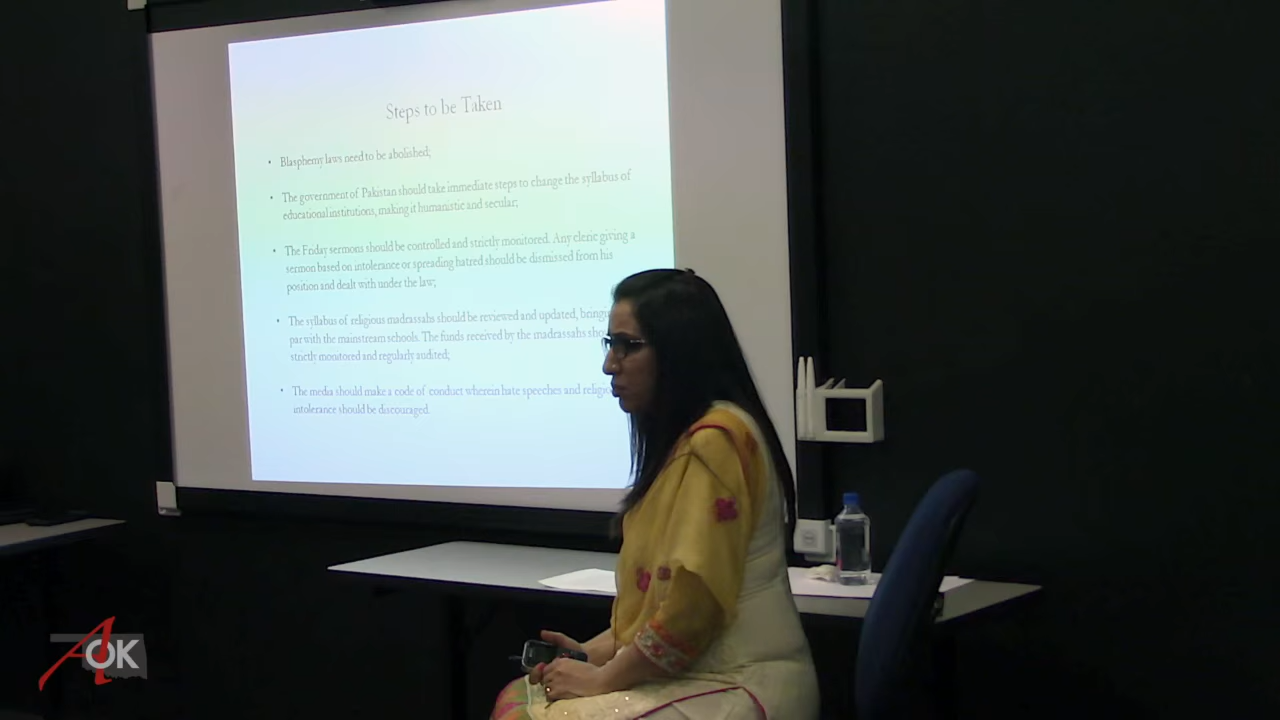 Steps to be Taken
• Blasphemy laws need to be abolished;
• The government of Pakistan should take immediate steps to change the syllabus of
educational institutions, making it humanistic and secular;
• The Friday sermons should be controlled and strictly monitored. Any cleric giving a
sermon based on intolerance or spreading hatred should be dismissed from his
position and dealt with under the law;
• The syllabus of religious madrassahs should be reviewed and updated,
par with the mainstream schools. The funds received by the madrassahs
strictly monitored and regularly audited;
• The media should make a code of conduct wherein hate speeches and
intolerance should be discouraged.
AOK